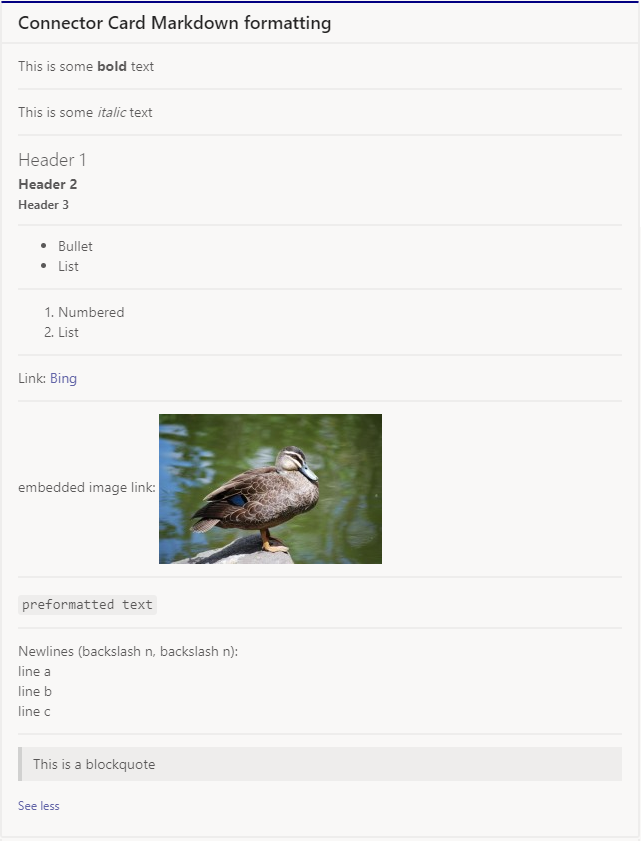 Connector Card Markdown formatting
This is some bold text
This is some italic text
Header 1
Header 2
Header 3
• Bullet
• List
1. Numbered
2. List
Link: Bing
embedded image link:
preformatted text
Newlines (backslash n, backslash n):
line a
line b
line c
This is a blockquote
See less